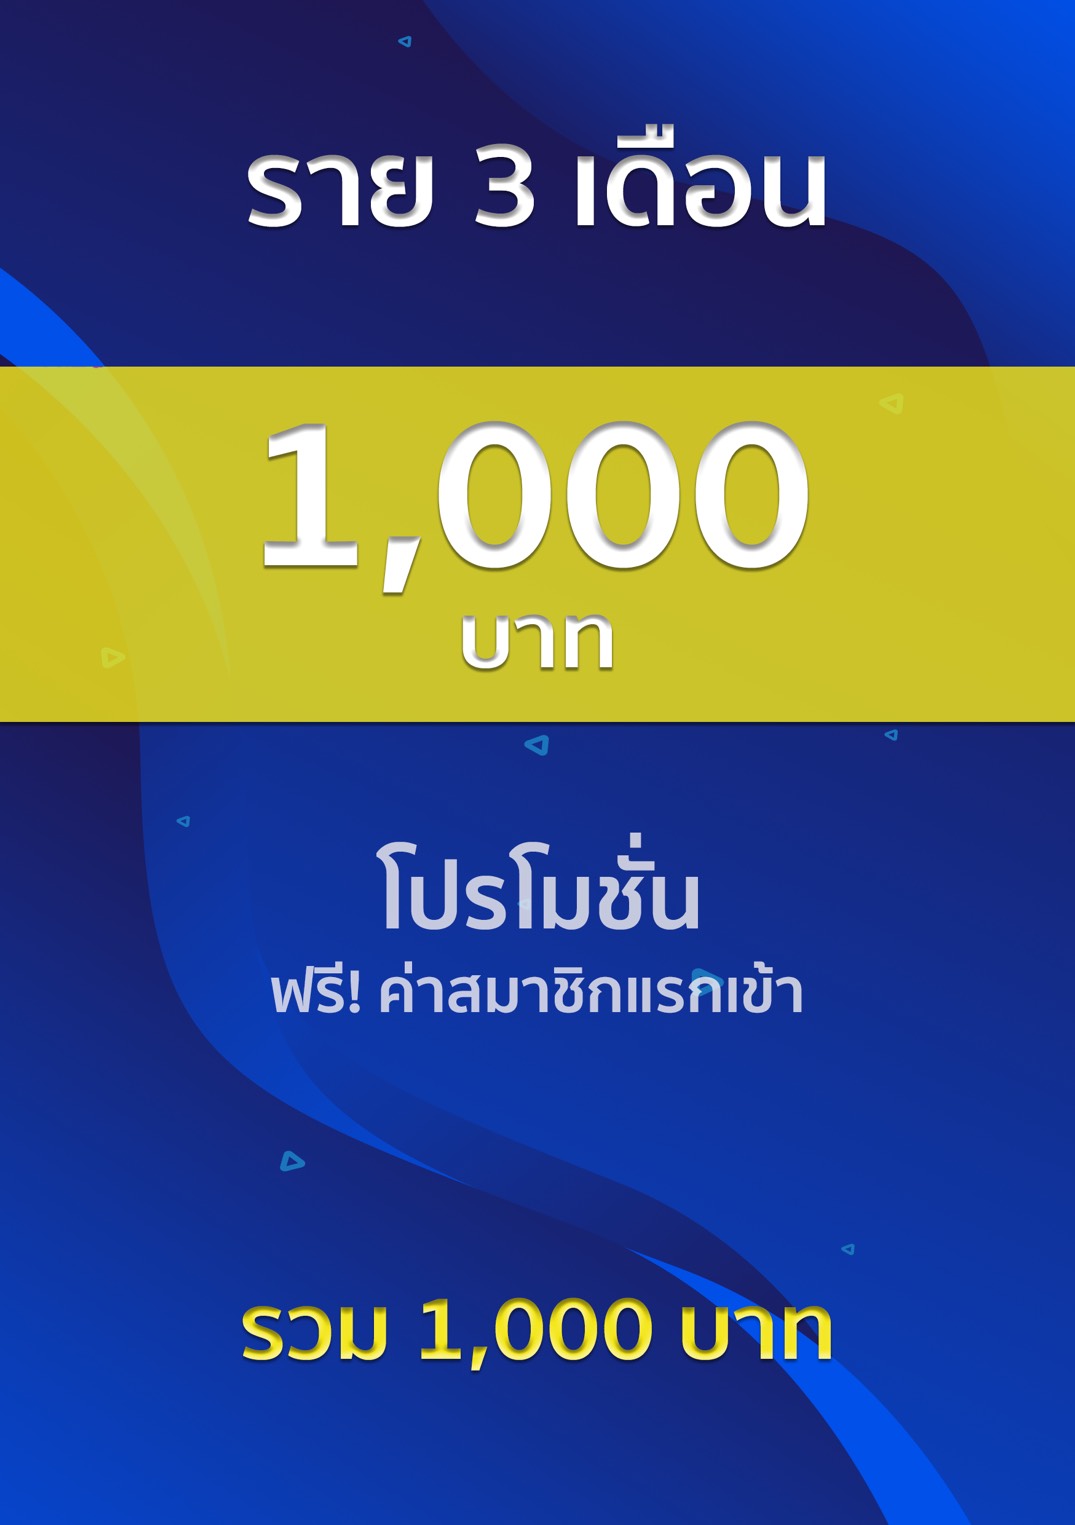 ราย 3 เดือน
1,000
บาท
โปรโมชั่น
ฟรี! ค่าสมาชิกแรกเข้า
รวม 1,000 บาท